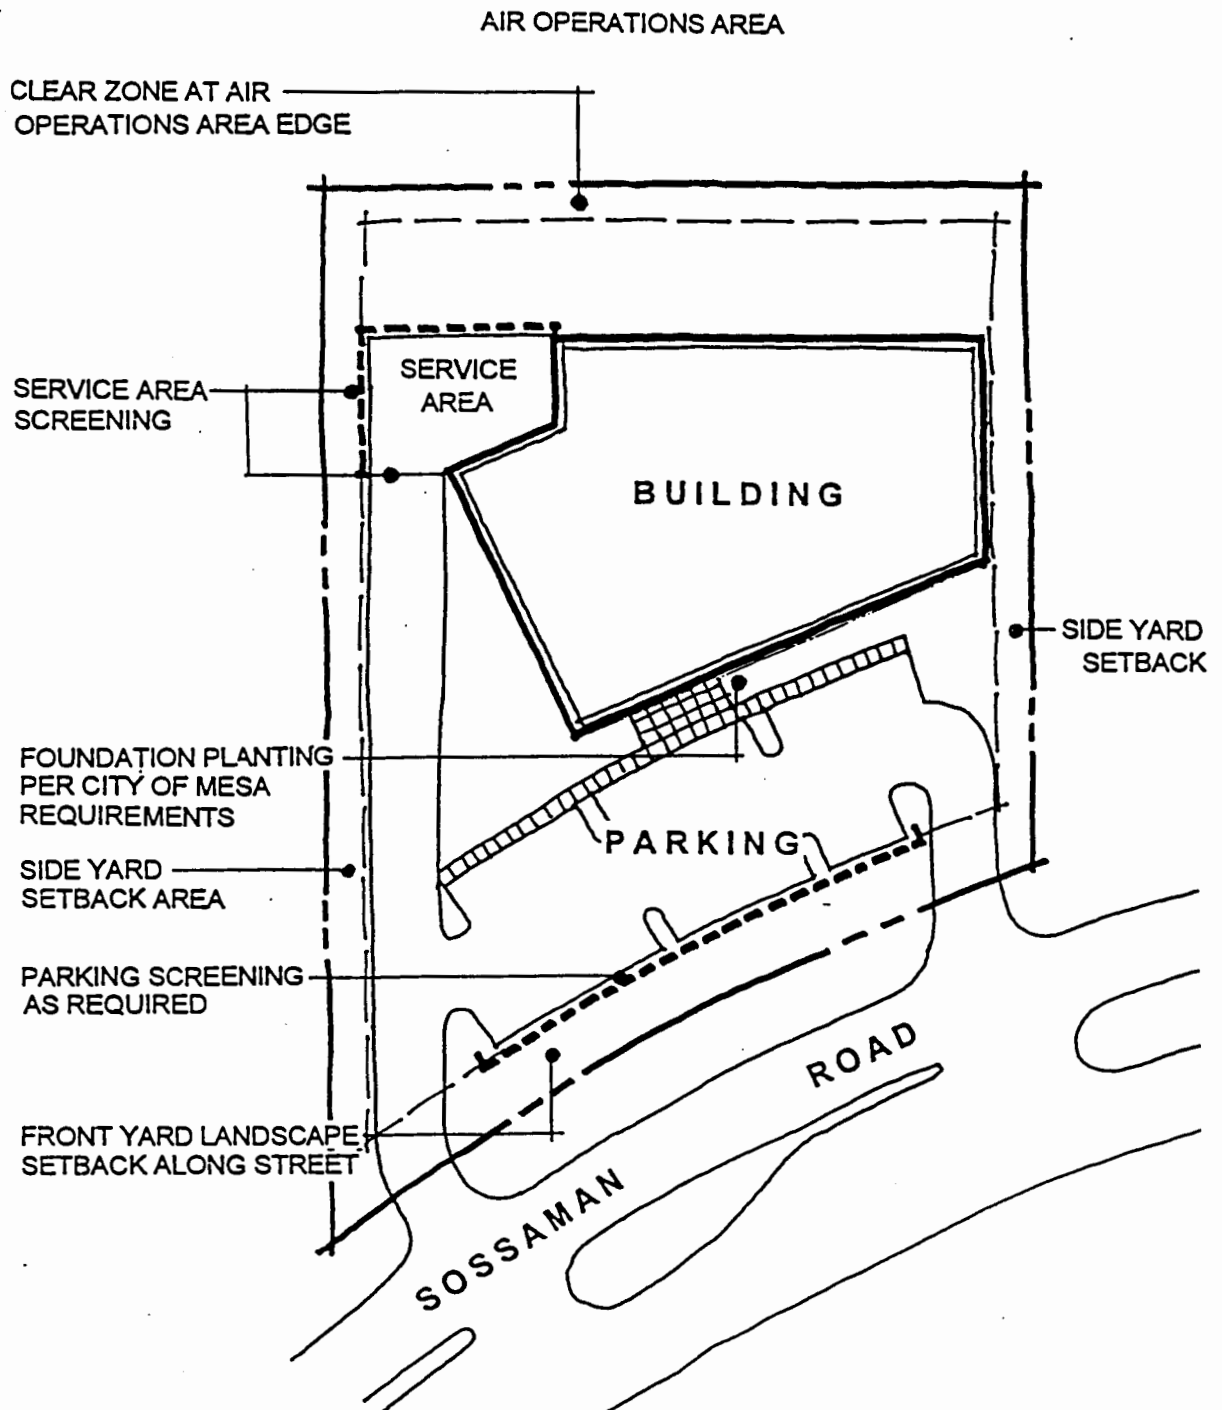 AIR OPERATIONS AREA
CLEAR ZONE AT AIR
OPERATIONS AREA EDGE
SERVICE AREA
SCREENING
SERVICE
AREA
BUILDING
SIDE YARD
SETBACK
FOUNDATION PLANTING
PER CITY OF MESA
REQUIREMENTS
PARKING
SIDE YARD
SETBACK AREA
PARKING SCREENING
AS REQUIRED
FRONT YARD LANDSCAPE
SETBACK ALONG STREET
SOSSAMAN ROAD